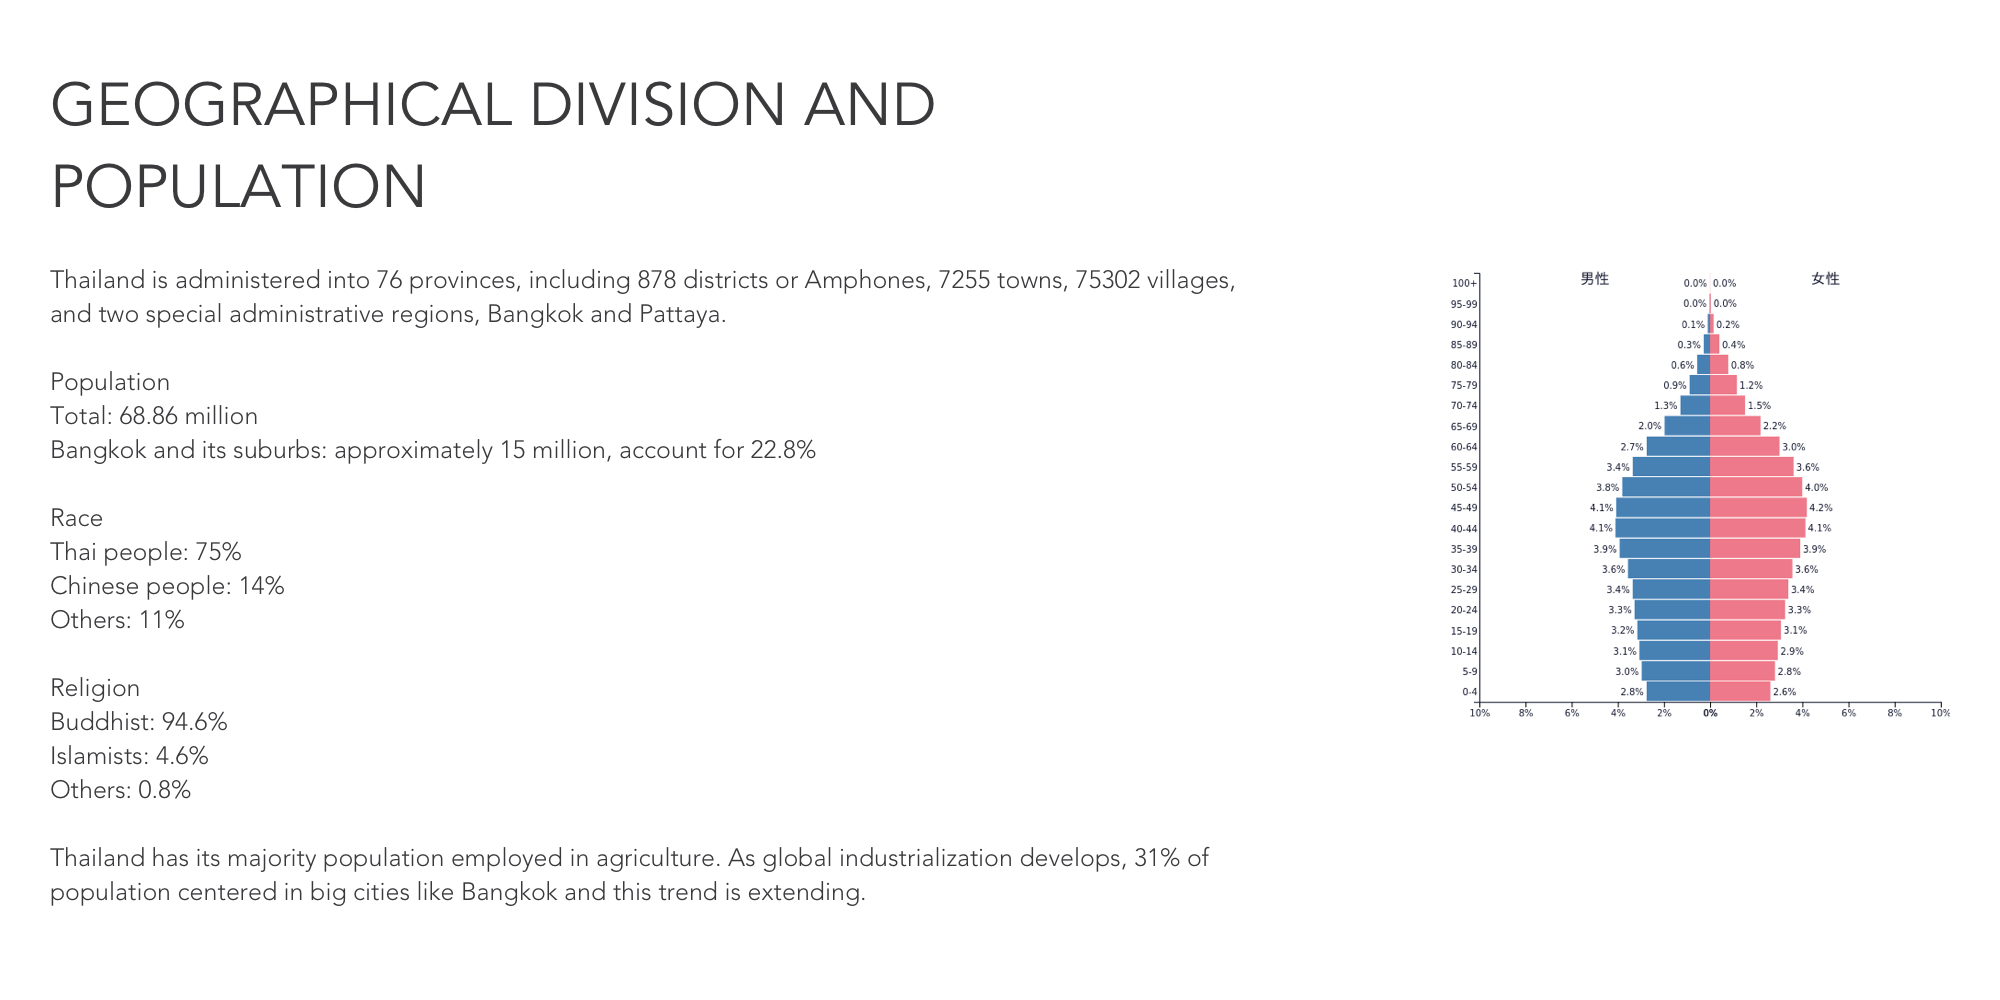 GEOGRAPHICAL DIVISION AND
POPULATION
Thailand is administered into 76 provinces, including 878 districts or Amphones, 7255 towns, 75302 villages,
and two special administrative regions, Bangkok and Pattaya.
Population
Total: 68.86 million
Bangkok and its suburbs: approximately 15 million, account for 22.8%
Race
Thai people: 75%
Chinese people: 14%
Others: 11%
Religion
Buddhist: 94.6%
Islamists: 4.6%
Others: 0.8%
Thailand has its majority population employed in agriculture. As global industrialization develops, 31% of
population centered in big cities like Bangkok and this trend is extending.
男性 女性
100+ 0.0% 0.0%
95-99 0.0% 0.0%
90-94 0.1% 0.2%
85-89 0.3% 0.4%
80-84 0.6% 0.8%
75-79 0.9% 1.2%
70-74 1.3% 1.5%
65-69 2.0% 2.2%
60-64 2.7% 3.0%
55-59 3.4% 3.6%
50-54 3.8% 4.0%
45-49 4.1% 4.2%
40-44 4.1% 4.1%
35-39 3.9% 3.9%
30-34 3.6% 3.6%
25-29 3.4% 3.4%
20-24 3.3% 3.3%
15-19 3.2% 3.1%
10-14 3.1% 2.9%
5-9 3.0% 2.8%
0-4 2.8% 2.6%
10% 8% 6% 4% 2% 0% 2% 4% 6% 8% 10%